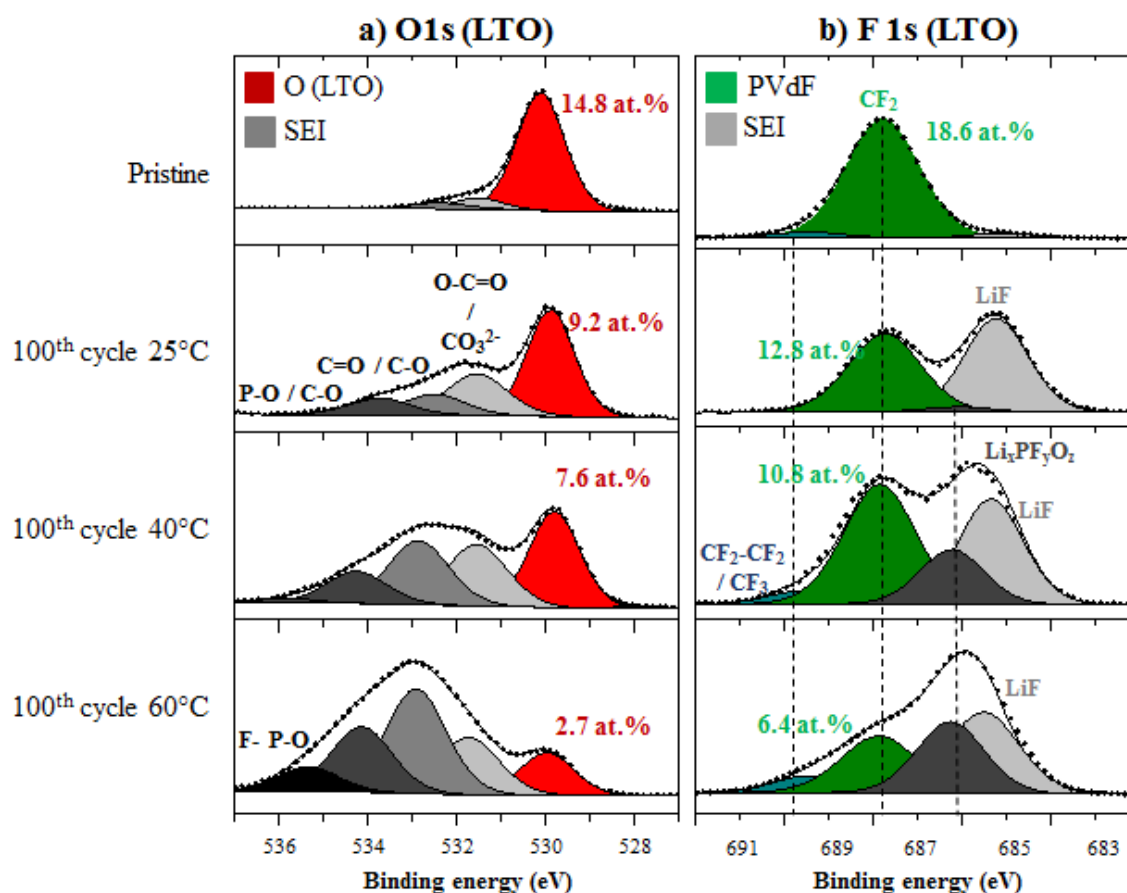 a) O1s (LTO)
b) F 1s (LTO)
O (LTO)
SEI
14.8 at.%
PVdF
SEI
CF₂
18.6 at.%
Pristine
O-C=O
/
CO₃²⁻
C=O / C-O
P-O / C-O
9.2 at.%
12.8 at.%
LiF
100th cycle 25°C
7.6 at.%
10.8 at.%
LiₓPFᵧO_z
LiF
CF₂-CF₂
/ CF₃
100th cycle 40°C
F- P-O
2.7 at.%
6.4 at.%
LiF
100th cycle 60°C
536 534 532 530 528
691 689 687 685 683
Binding energy (eV)
Binding energy (eV)